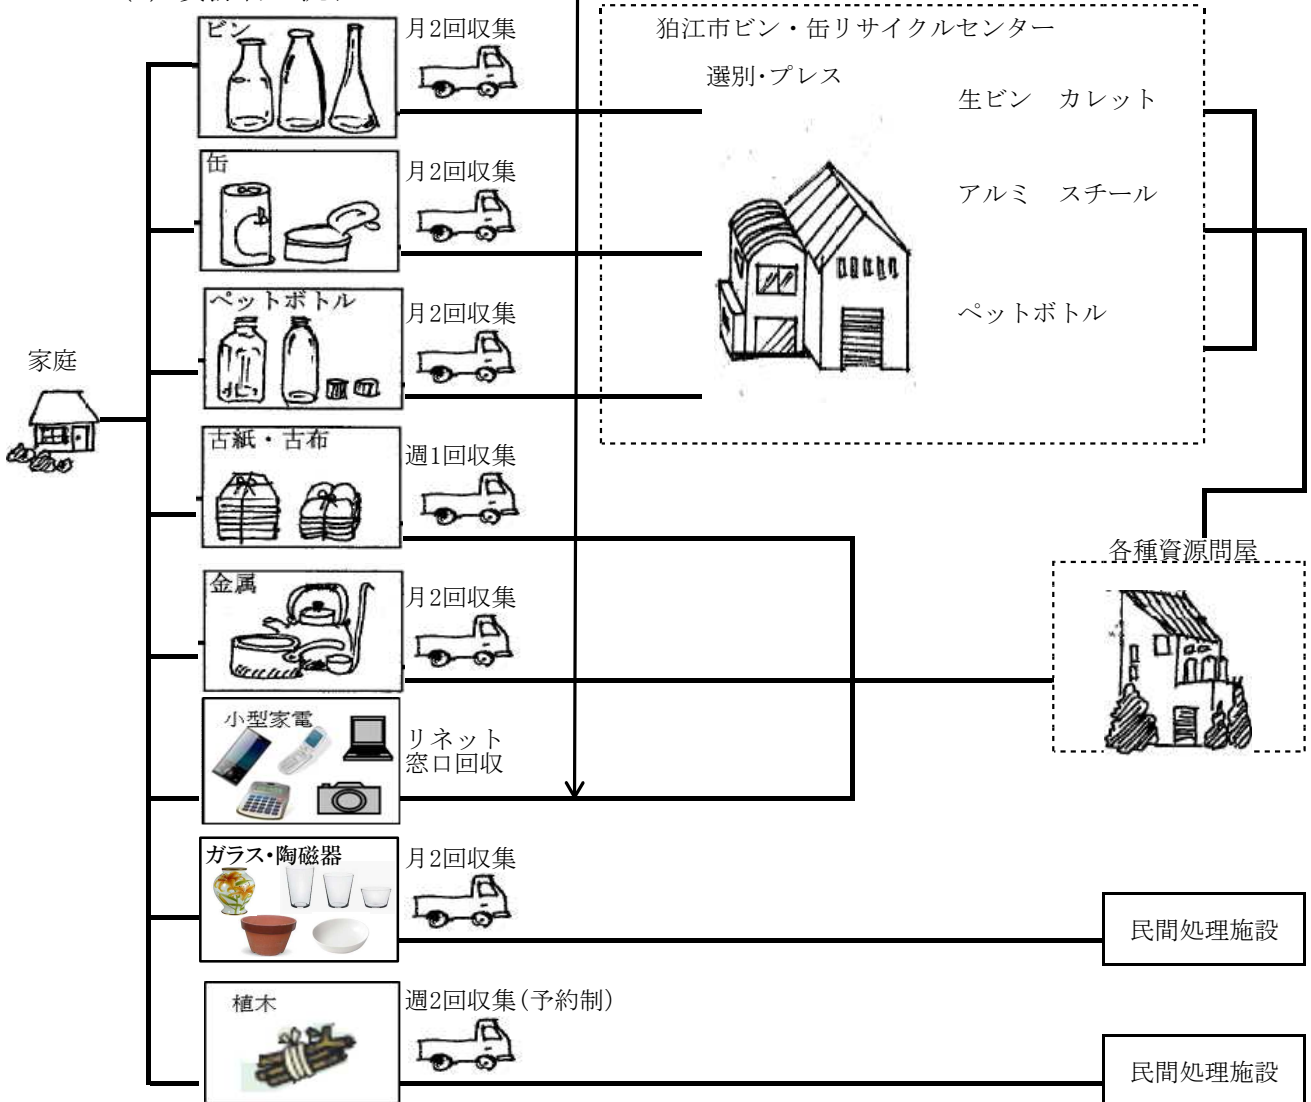 ビン
月2回収集
狛江市ビン・缶リサイクルセンター
選別・プレス
生ビン　カレット
缶
月2回収集
アルミ　スチール
ペットボトル
月2回収集
ペットボトル
家庭
古紙・古布
週1回収集
各種資源問屋
金属
月2回収集
小型家電
リネット
窓口回収
ガラス・陶磁器
月2回収集
民間処理施設
植木
週2回収集(予約制)
民間処理施設